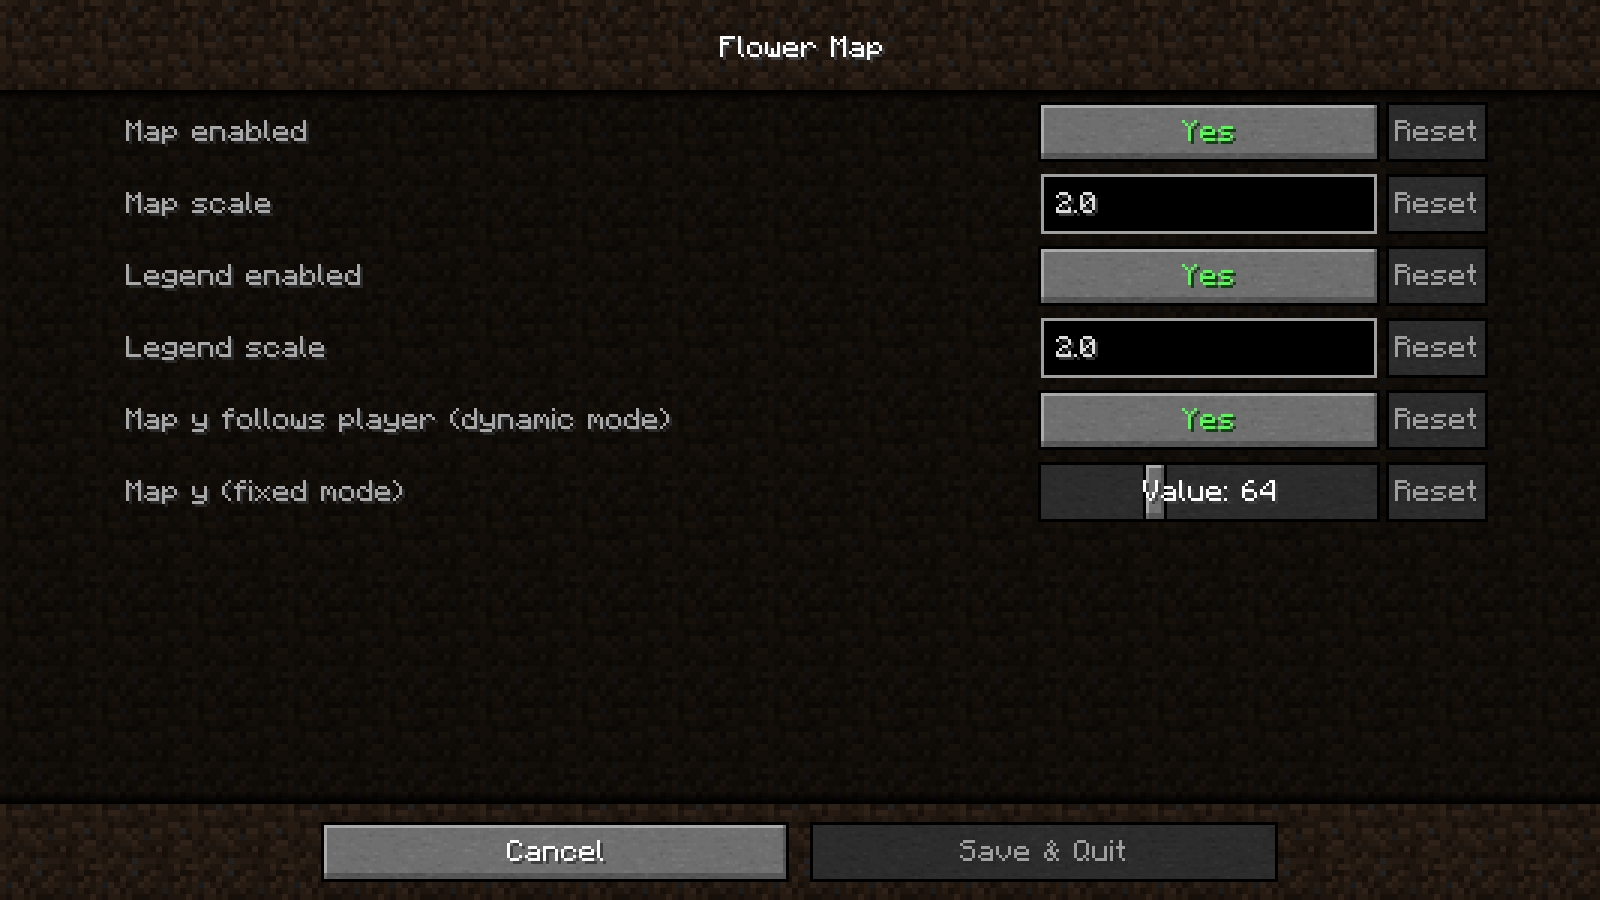 Flower Map
Map enabled Yes Reset
Map scale 2.0 Reset
Legend enabled Yes Reset
Legend scale 2.0 Reset
Map y follows player (dynamic mode) Yes Reset
Map y (fixed mode) Value: 64 Reset
Cancel Save & Quit